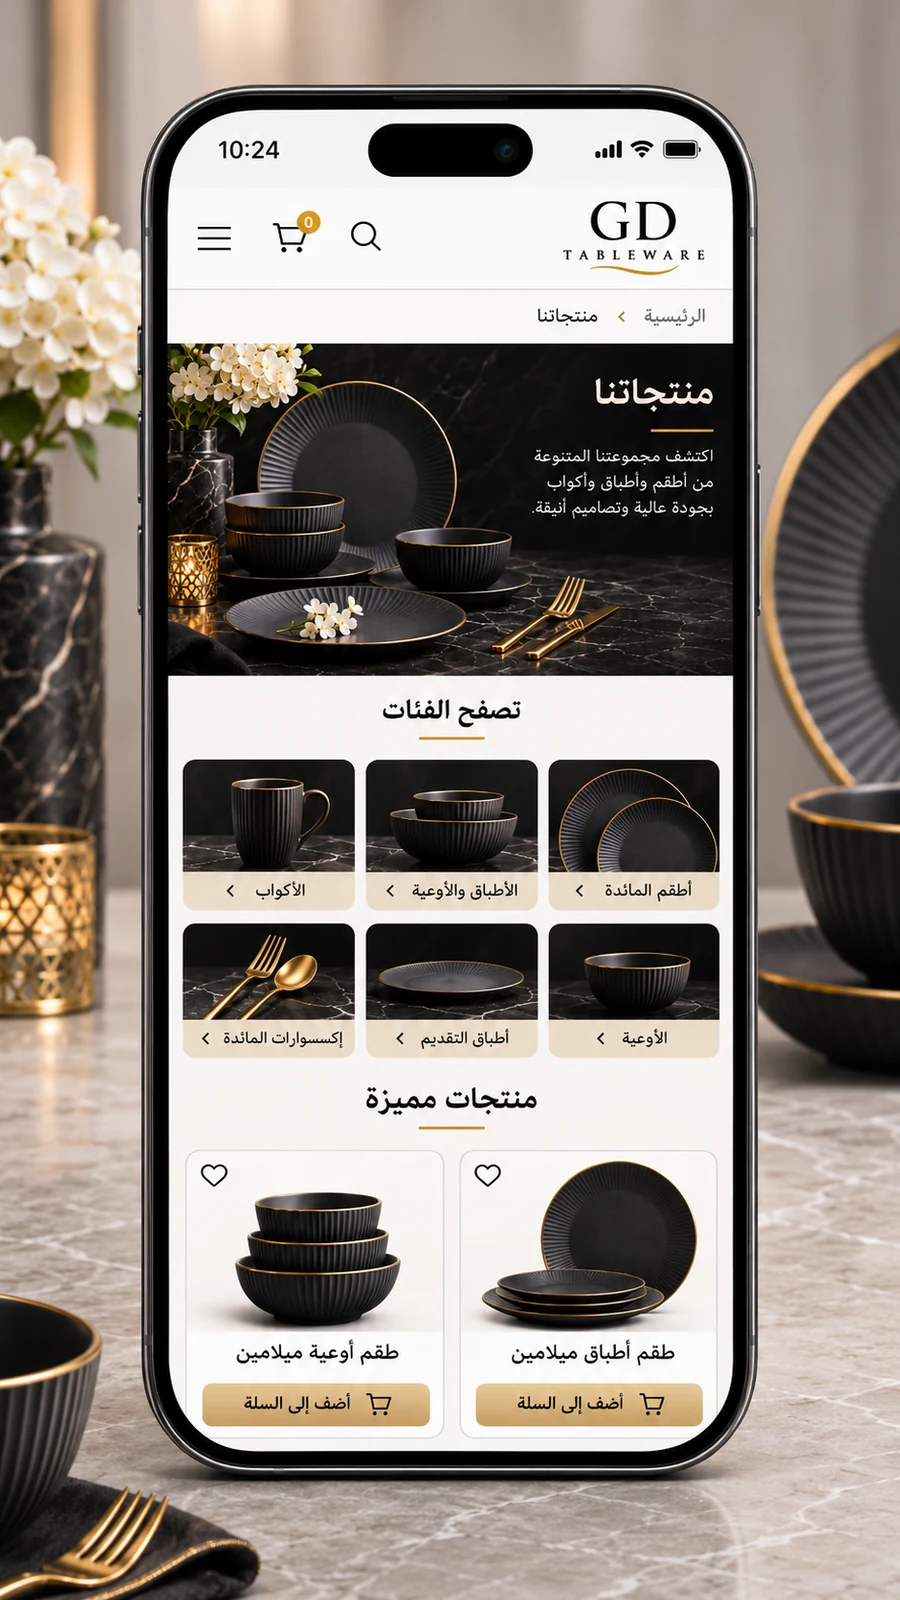 10:24
0
GD
TABLEWARE
الرئيسية
منتجاتنا
منتجاتنا
اكتشف مجموعتنا المتنوعة
من أطقم وأطباق وأكواب
بجودة عالية وتصاميم أنيقة.
تصفح الفئات
أطقم المائدة
الأطباق والأوعية
الأكواب
الأوعية
أطباق التقديم
إكسسوارات المائدة
منتجات مميزة
طقم أطباق ميلامين
أضف إلى السلة
طقم أوعية ميلامين
أضف إلى السلة